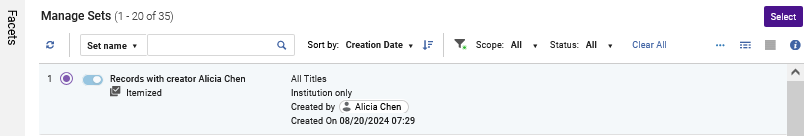 Facets
Manage Sets (1 - 20 of 35)
Select
Set name
Sort by: Creation Date
Scope: All
Status: All
Clear All
1
Records with creator Alicia Chen
Itemized
All Titles
Institution only
Created by Alicia Chen
Created On 08/20/2024 07:29